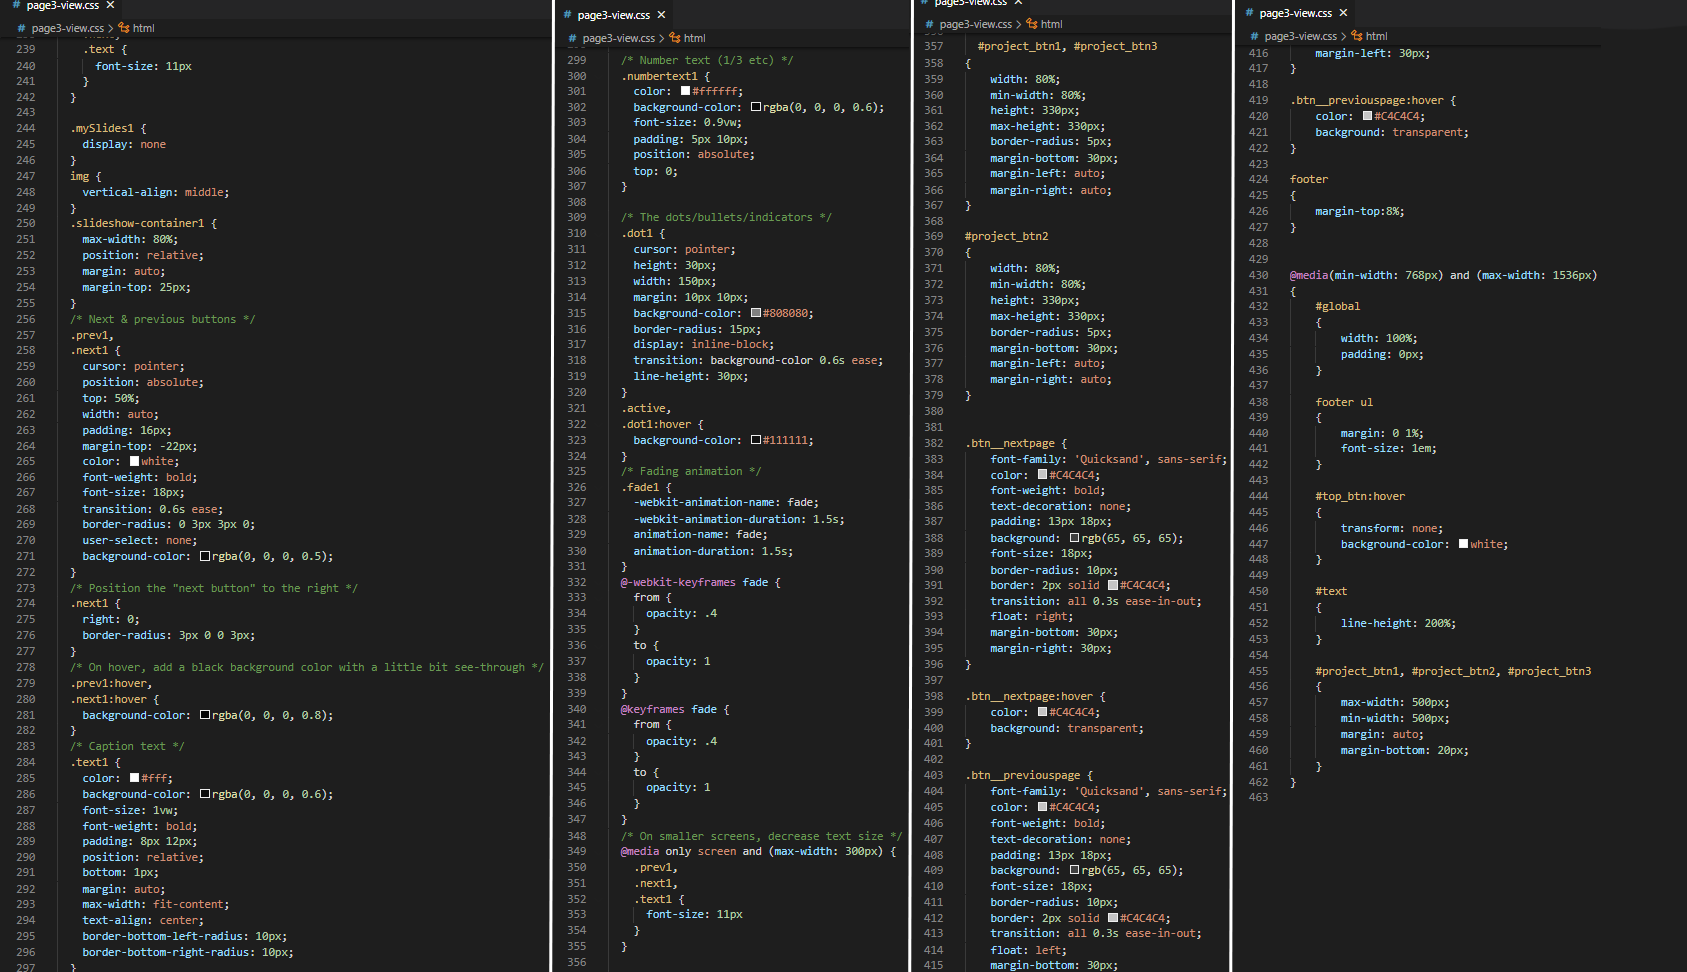 # page3-view.css ×
# page3-view.css > html
239 .text {
240 font-size: 11px
241 }
242 }
243
244 .mySlides1 {
245 display: none
246 }
247 img {
248 vertical-align: middle;
249 }
250 .slideshow-container1 {
251 max-width: 80%;
252 position: relative;
253 margin: auto;
254 margin-top: 25px;
255 }
256 /* Next & previous buttons */
257 .prev1,
258 .next1 {
259 cursor: pointer;
260 position: absolute;
261 top: 50%;
262 width: auto;
263 padding: 16px;
264 margin-top: -22px;
265 color: white;
266 font-weight: bold;
267 font-size: 18px;
268 transition: 0.6s ease;
269 border-radius: 0 3px 3px 0;
270 user-select: none;
271 background-color: rgba(0, 0, 0, 0.5);
272 }
273 /* Position the "next button" to the right */
274 .next1 {
275 right: 0;
276 border-radius: 3px 0 0 3px;
277 }
278 /* On hover, add a black background color with a little bit see-through */
279 .prev1:hover,
280 .next1:hover {
281 background-color: rgba(0, 0, 0, 0.8);
282 }
283 /* Caption text */
284 .text1 {
285 color: #fff;
286 background-color: rgba(0, 0, 0, 0.6);
287 font-size: 1vw;
288 font-weight: bold;
289 padding: 8px 12px;
290 position: relative;
291 bottom: 1px;
292 margin: auto;
293 max-width: fit-content;
294 text-align: center;
295 border-bottom-left-radius: 10px;
296 border-bottom-right-radius: 10px;
297 }
# page3-view.css ×
# page3-view.css > html
299 /* Number text (1/3 etc) */
300 .numbertext1 {
301 color: #ffffff;
302 background-color: rgba(0, 0, 0, 0.6);
303 font-size: 0.9vw;
304 padding: 5px 10px;
305 position: absolute;
306 top: 0;
307 }
308
309 /* The dots/bullets/indicators */
310 .dot1 {
311 cursor: pointer;
312 height: 30px;
313 width: 150px;
314 margin: 10px 10px;
315 background-color: #808080;
316 border-radius: 15px;
317 display: inline-block;
318 transition: background-color 0.6s ease;
319 line-height: 30px;
320 }
321 .active,
322 .dot1:hover {
323 background-color: #111111;
324 }
325 /* Fading animation */
326 .fade1 {
327 -webkit-animation-name: fade;
328 -webkit-animation-duration: 1.5s;
329 animation-name: fade;
330 animation-duration: 1.5s;
331 }
332 @-webkit-keyframes fade {
333 from {
334 opacity: .4
335 }
336 to {
337 opacity: 1
338 }
339 }
340 @keyframes fade {
341 from {
342 opacity: .4
343 }
344 to {
345 opacity: 1
346 }
347 }
348 /* On smaller screens, decrease text size */
349 @media only screen and (max-width: 300px) {
350 .prev1,
351 .next1,
352 .text1 {
353 font-size: 11px
354 }
355 }
356
# page3-view.css ×
# page3-view.css > html
357 #project_btn1, #project_btn3
358 {
359 width: 80%;
360 min-width: 80%;
361 height: 330px;
362 max-height: 330px;
363 border-radius: 5px;
364 margin-bottom: 30px;
365 margin-left: auto;
366 margin-right: auto;
367 }
368
369 #project_btn2
370 {
371 width: 80%;
372 min-width: 80%;
373 height: 330px;
374 max-height: 330px;
375 border-radius: 5px;
376 margin-bottom: 30px;
377 margin-left: auto;
378 margin-right: auto;
379 }
380
381
382 .btn__nextpage {
383 font-family: 'Quicksand', sans-serif;
384 color: #C4C4C4;
385 font-weight: bold;
386 text-decoration: none;
387 padding: 13px 18px;
388 background: rgb(65, 65, 65);
389 font-size: 18px;
390 border-radius: 10px;
391 border: 2px solid #C4C4C4;
392 transition: all 0.3s ease-in-out;
393 float: right;
394 margin-bottom: 30px;
395 margin-right: 30px;
396 }
397
398 .btn__nextpage:hover {
399 color: #C4C4C4;
400 background: transparent;
401 }
402
403 .btn__previouspage {
404 font-family: 'Quicksand', sans-serif;
405 color: #C4C4C4;
406 font-weight: bold;
407 text-decoration: none;
408 padding: 13px 18px;
409 background: rgb(65, 65, 65);
410 font-size: 18px;
411 border-radius: 10px;
412 border: 2px solid #C4C4C4;
413 transition: all 0.3s ease-in-out;
414 float: left;
415 margin-bottom: 30px;
# page3-view.css ×
# page3-view.css > html
416 margin-left: 30px;
417 }
418
419 .btn__previouspage:hover {
420 color: #C4C4C4;
421 background: transparent;
422 }
423
424 footer
425 {
426 margin-top:8%;
427 }
428
429
430 @media(min-width: 768px) and (max-width: 1536px)
431 {
432 #global
433 {
434 width: 100%;
435 padding: 0px;
436 }
437
438 footer ul
439 {
440 margin: 0 1%;
441 font-size: 1em;
442 }
443
444 #top_btn:hover
445 {
446 transform: none;
447 background-color: white;
448 }
449
450 #text
451 {
452 line-height: 200%;
453 }
454
455 #project_btn1, #project_btn2, #project_btn3
456 {
457 max-width: 500px;
458 min-width: 500px;
459 margin: auto;
460 margin-bottom: 20px;
461 }
462 }
463